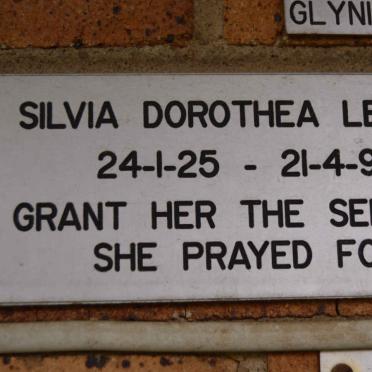 GLYNI
SILVIA DOROTHEA LE
24-1-25 - 21-4-9
GRANT HER THE SE
SHE PRAYED FO